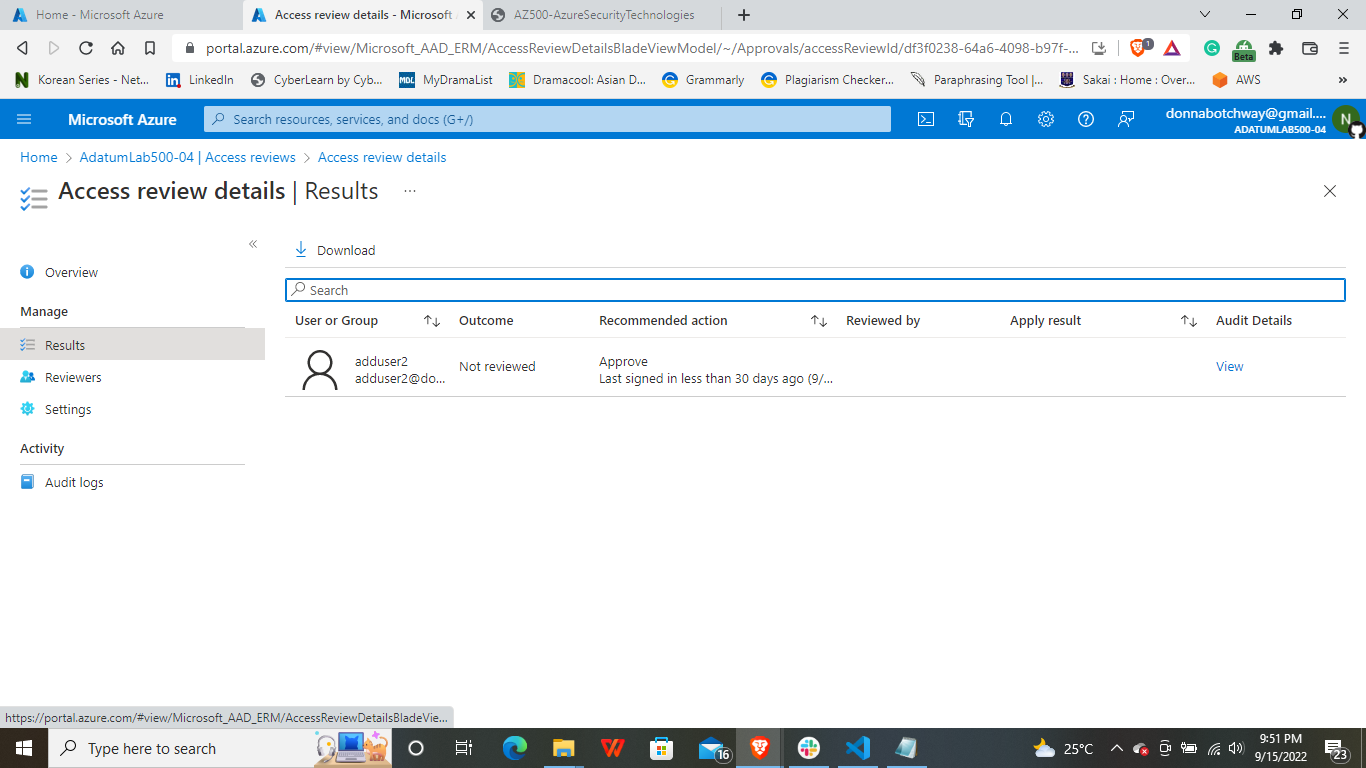 Home - Microsoft Azure
Access review details - Microsoft
AZ500-AzureSecurityTechnologies
portal.azure.com/#view/Microsoft_AAD_ERM/AccessReviewDetailsBladeViewModel/~/Approvals/accessReviewId/df3f0238-64a6-4098-b97f-...
1
Beta
Korean Series - Net...
LinkedIn
CyberLearn by Cyb...
MDL
MyDramaList
Dramacool: Asian D...
Grammarly
Plagiarism Checker...
Paraphrasing Tool |...
Sakai : Home : Over...
AWS
»
Microsoft Azure
Search resources, services, and docs (G+/)
donnabotchway@gmail....
ADATUMLAB500-04
N
Home > AdatumLab500-04 | Access reviews > Access review details
Access review details | Results ...
«
Overview
Manage
Results
Reviewers
Settings
Activity
Audit logs
Download
Search
User or Group Outcome Recommended action Reviewed by Apply result Audit Details
adduser2
adduser2@do...
Not reviewed
Approve
Last signed in less than 30 days ago (9/...
View
https://portal.azure.com/#view/Microsoft_AAD_ERM/AccessReviewDetailsBladeVie...
Type here to search
16
25°C
9:51 PM
9/15/2022
23